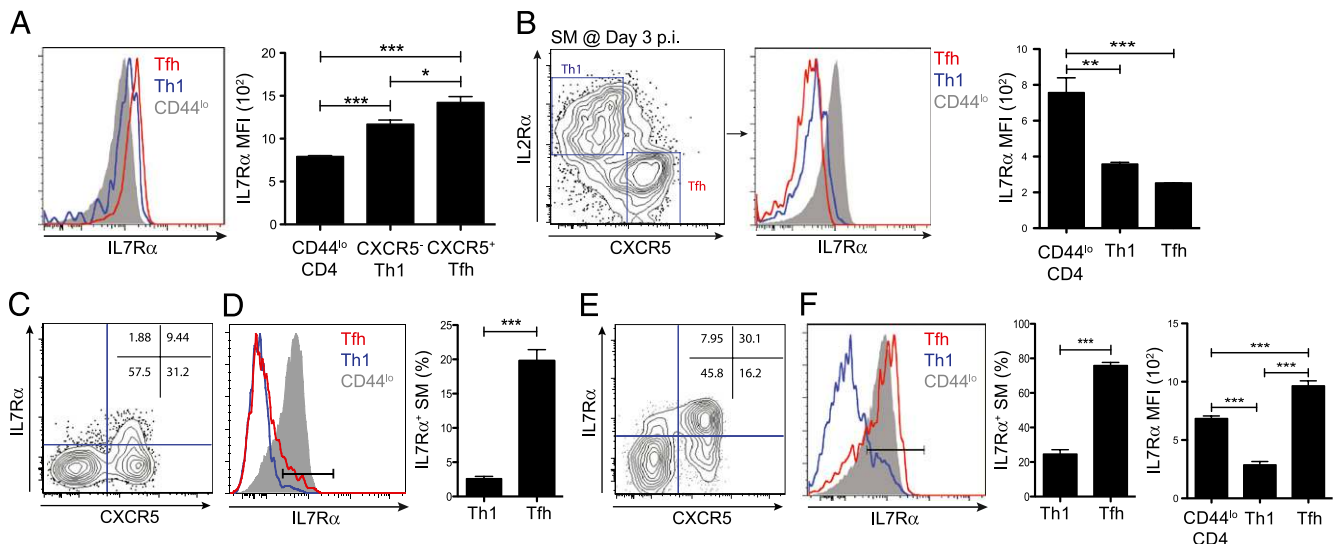 A
Tfh
Th1
CD44lo
IL7Rα
IL7Rα MFI (10²)
20
15
10
5
0
***
***
*
CD44lo CXCR5- CXCR5+
CD4 Th1 Tfh
B
SM @ Day 3 p.i.
Th1
Tfh
IL2Rα
CXCR5
Tfh
Th1
CD44lo
IL7Rα
IL7Rα MFI (10²)
10
8
6
4
2
0
***
**
CD44lo Th1 Tfh
CD4
C
1.88 9.44
57.5 31.2
IL7Rα
CXCR5
D
Tfh
Th1
CD44lo
IL7Rα
IL7Rα+ SM (%)
25
20
15
10
5
0
***
Th1 Tfh
E
7.95 30.1
45.8 16.2
IL7Rα
CXCR5
F
Tfh
Th1
CD44lo
IL7Rα
IL7Rα+ SM (%)
100
80
60
40
20
0
***
Th1 Tfh
IL7Rα MFI (10²)
15
10
5
0
***
***
***
CD44lo Th1 Tfh
CD4